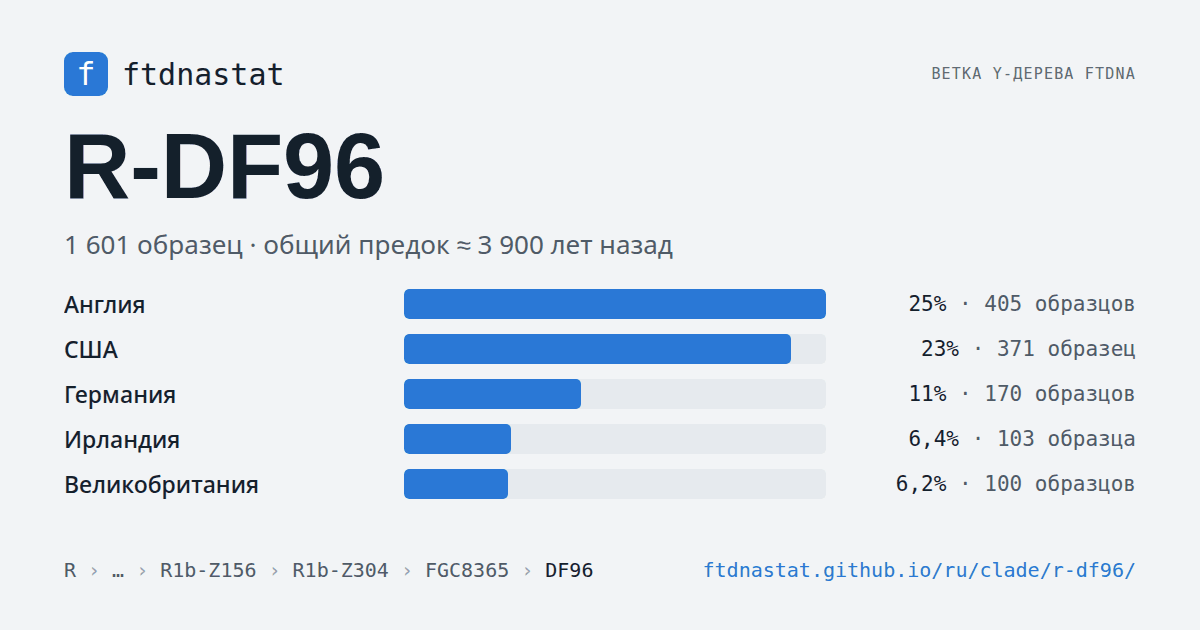 f ftdnastat
ВЕТКА Y-ДЕРЕВА FTDNA
R-DF96
1 601 образец · общий предок ≈ 3 900 лет назад
Англия 25% · 405 образцов
США 23% · 371 образец
Германия 11% · 170 образцов
Ирландия 6,4% · 103 образца
Великобритания 6,2% · 100 образцов
R › … › R1b-Z156 › R1b-Z304 › FGC8365 › DF96
ftdnastat.github.io/ru/clade/r-df96/